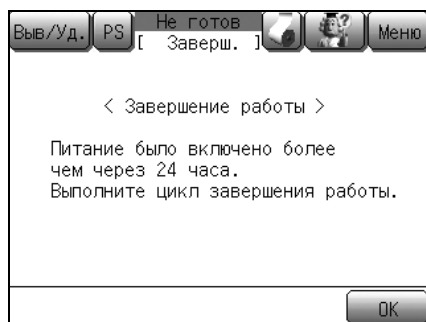 Не готов
Выв/Уд. PS [ Заверш. ] ? Меню
< Завершение работы >
Питание было включено более
чем через 24 часа.
Выполните цикл завершения работы.
OK